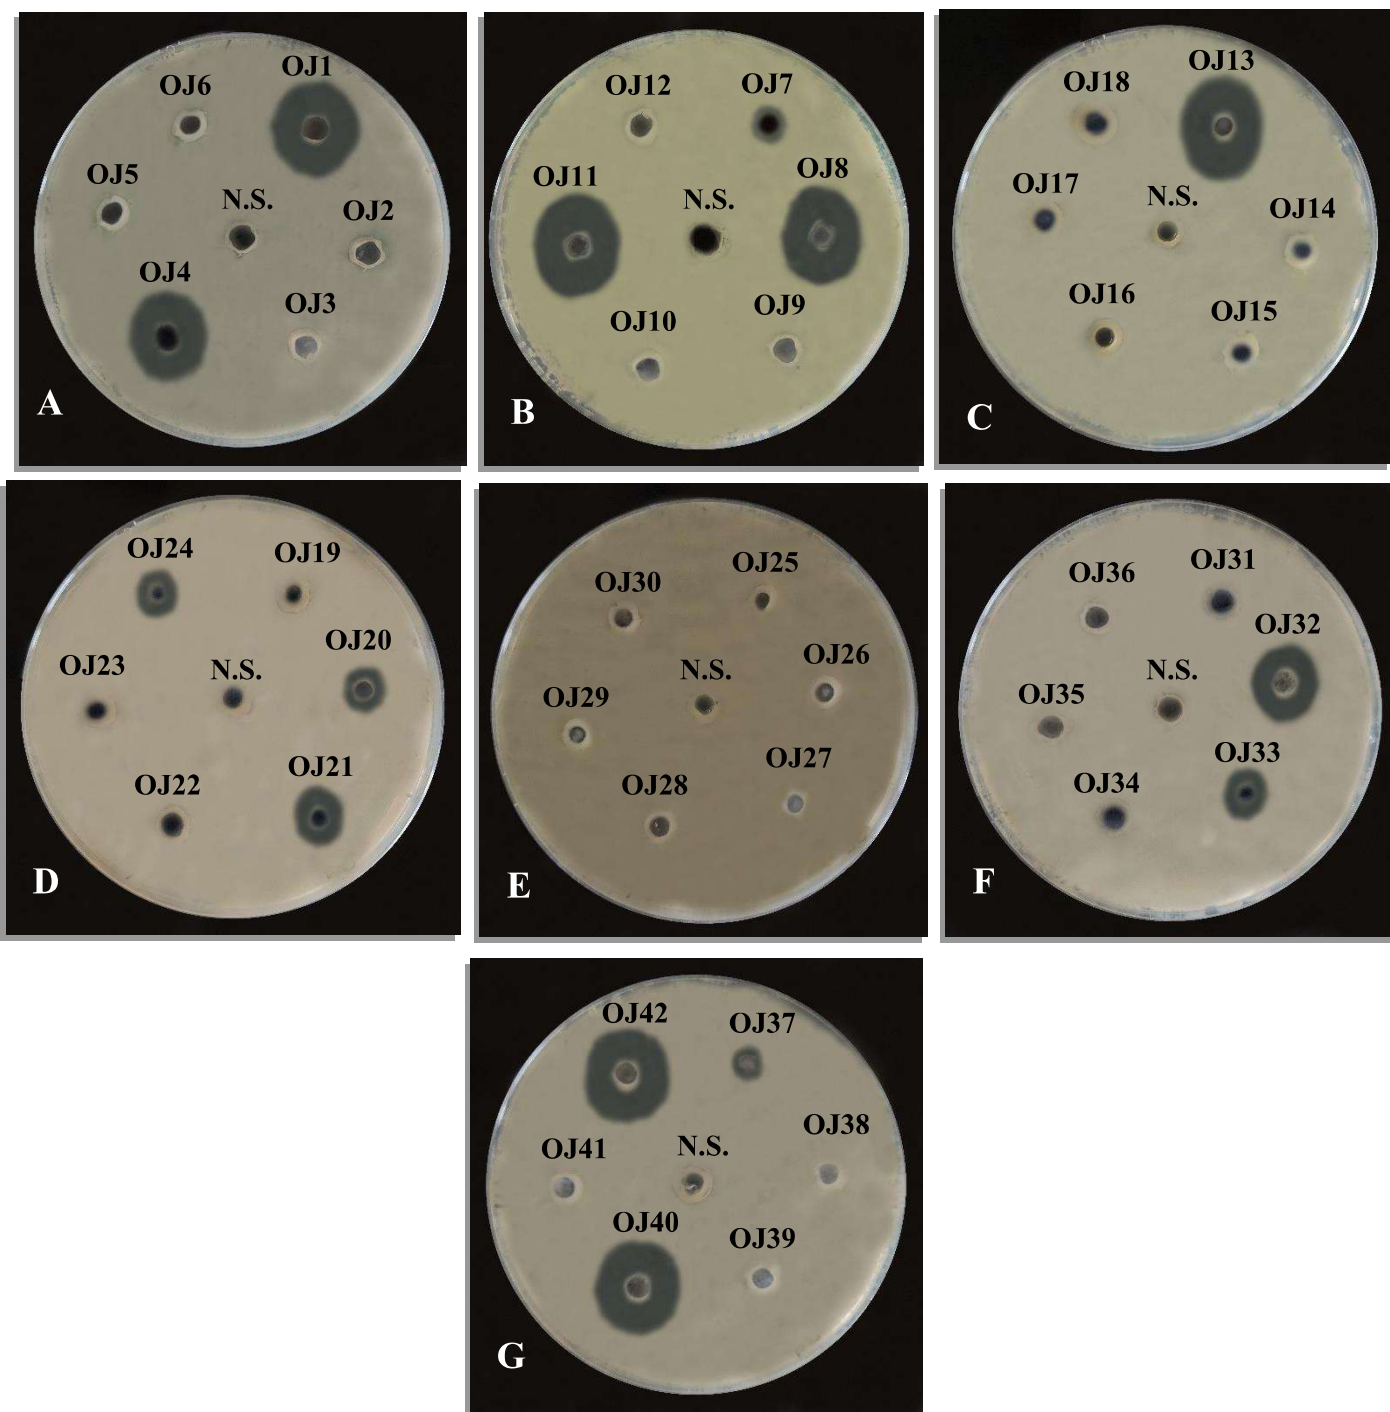 OJ6 OJ1
OJ5 N.S. OJ2
OJ4 OJ3
A
OJ12 OJ7
OJ11 N.S. OJ8
OJ10 OJ9
B
OJ18 OJ13
OJ17 N.S. OJ14
OJ16 OJ15
C
OJ24 OJ19
OJ23 N.S. OJ20
OJ22 OJ21
D
OJ30 OJ25
OJ29 N.S. OJ26
OJ28 OJ27
E
OJ36 OJ31
OJ35 N.S. OJ32
OJ34 OJ33
F
OJ42 OJ37
OJ41 N.S. OJ38
OJ40 OJ39
G